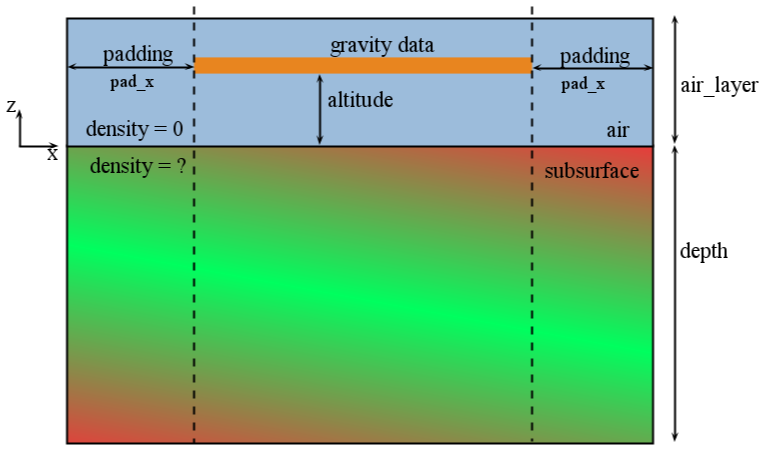 gravity data
padding
padding
pad_x
pad_x
air_layer
altitude
z
density = 0
air
x
density = ?
subsurface
depth